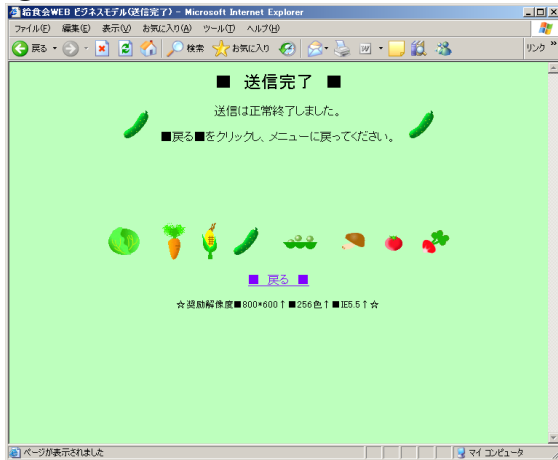 給食会WEB ビジネスモデル(送信完了) - Microsoft Internet Explorer
ファイル(F) 編集(E) 表示(V) お気に入り(A) ツール(T) ヘルプ(H)
戻る 検索 お気に入り リンク »
■ 送信完了 ■
送信は正常終了しました。
■戻る■をクリックし、メニューに戻ってください。
■ 戻る ■
☆奨励解像度■800*600↑■256色↑■IE5.5↑☆
ページが表示されました マイ コンピュータ